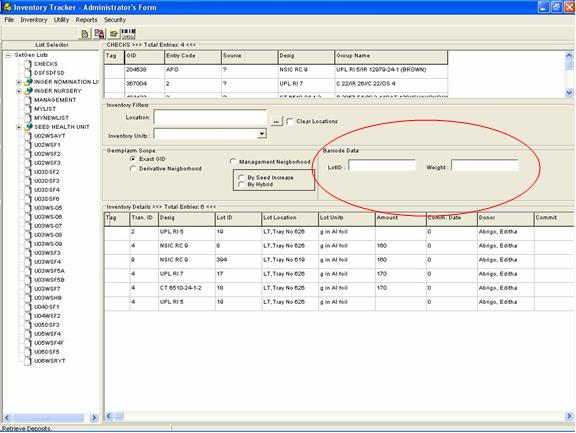 Inventory Tracker - Administrator's Form
File Inventory Utility Reports Security
List Selector
SetGen Lists
CHECKS
DSFSDFSD
INGER NOMINATION LI
INGER NURSERY
MANAGEMENT
MYLIST
MYNEWLIST
SEED HEALTH UNIT
U02WSAYT
U02WSF1
U02WSF2
U02WSF3
U03DSF2
U03DSF3
U03DSF4
U03DSF6
U03WS-05
U03WS-06
U03WS-07
U03WS-08
U03WS-09
U03WSF3
U03WSF4
U03WSF5A
U03WSF5B
U03WSF7
U03WSHB
U04DSF1
U04WSF2
U05DSF3
U05WSF4
U05WSF4F
U06DSF5
U06WSRYT
CHECKS >>> Total Entries: 4 <<<
Tag GID Entry Code Source Desig Group Name
204638 APO ? NSIC RC 9 UPL RI 5/IR 12979-24-1 (BROWN)
367004 2 ? UPL RI 7 C 22/IR 26//C 22/OS 4
Inventory Filters
Location: ... Clear Locations
Inventory Units :
Germplasm Scope
Exact GID
Derivative Neighborhood
Management Neigborhood
By Seed Increase
By Hybrid
Barcode Data
LotID : Weight :
Inventory Details >>> Total Entries: 6 <<<
Tag Tran. ID Desig Lot ID Lot Location Lot Units Amount Comm. Date Donor Commit
2 UPL RI 5 19 LT,Tray No 626 g in Al foil 0 Abrigo, Editha
4 NSIC RC 9 8 LT,Tray No 626 g in Al foil 160 0 Abrigo, Editha
9 NSIC RC 9 394 LT,Tray No 619 g in Al foil 160 0 Abrigo, Editha
4 UPL RI 7 17 LT,Tray No 626 g in Al foil 170 0 Abrigo, Editha
4 CT 6510-24-1-2 18 LT,Tray No 626 g in Al foil 170 0 Abrigo, Editha
4 UPL RI 5 19 LT,Tray No 626 g in Al foil 0 Abrigo, Editha
Retrieve Deposits.